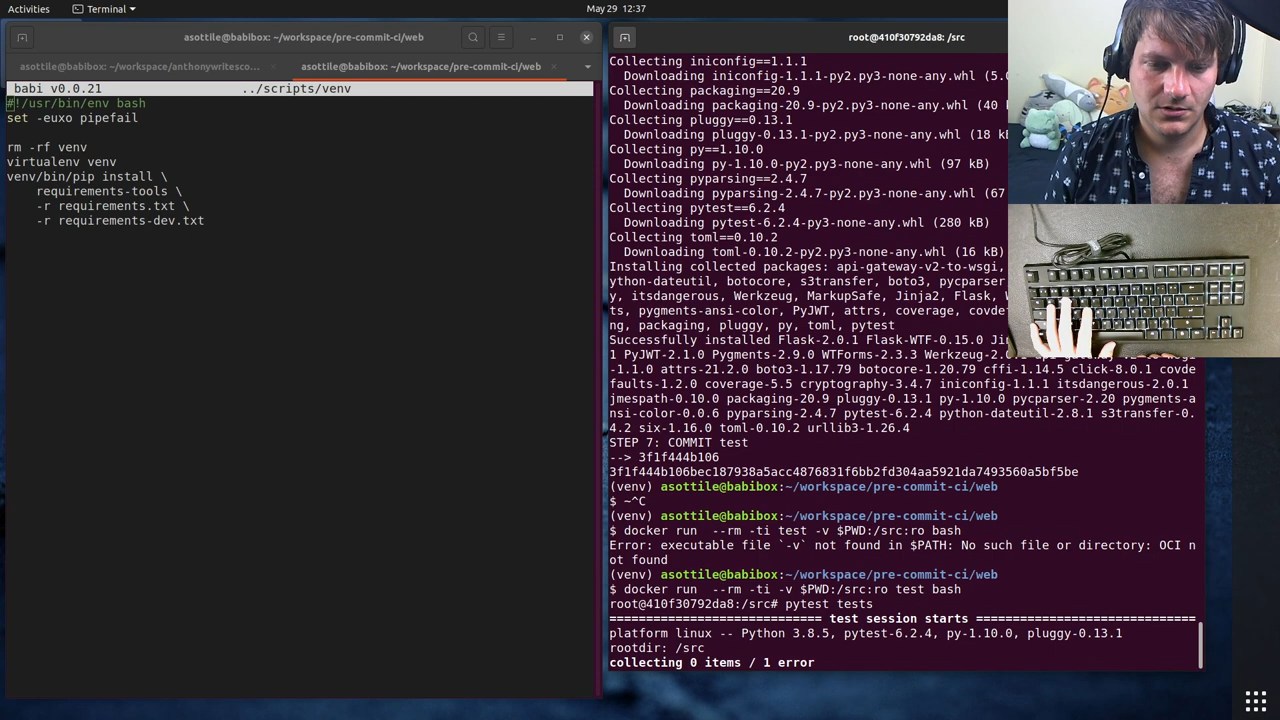 Activities
Terminal
May 29 12:37
asottile@babibox: ~/workspace/pre-commit-ci/web
asottile@babibox: ~/workspace/anthonywritesco...
asottile@babibox: ~/workspace/pre-commit-ci/web
babi v0.0.21 ../scripts/venv
#!/usr/bin/env bash
set -euxo pipefail
rm -rf venv
virtualenv venv
venv/bin/pip install \
requirements-tools \
-r requirements.txt \
-r requirements-dev.txt
root@410f30792da8: /src
Collecting iniconfig==1.1.1
Downloading iniconfig-1.1.1-py2.py3-none-any.whl (5.0
Collecting packaging==20.9
Downloading packaging-20.9-py2.py3-none-any.whl (40 k
Collecting pluggy==0.13.1
Downloading pluggy-0.13.1-py2.py3-none-any.whl (18 kB
Collecting py==1.10.0
Downloading py-1.10.0-py2.py3-none-any.whl (97 kB)
Collecting pyparsing==2.4.7
Downloading pyparsing-2.4.7-py2.py3-none-any.whl (67
Collecting pytest==6.2.4
Downloading pytest-6.2.4-py3-none-any.whl (280 kB)
Collecting toml==0.10.2
Downloading toml-0.10.2-py2.py3-none-any.whl (16 kB)
Installing collected packages: api-gateway-v2-to-wsgi,
ython-dateutil, botocore, s3transfer, boto3, pycparser
y, itsdangerous, Werkzeug, MarkupSafe, Jinja2, Flask, W
ts, pygments-ansi-color, PyJWT, attrs, coverage, covdef
ng, packaging, pluggy, py, toml, pytest
Successfully installed Flask-2.0.1 Flask-WTF-0.15.0 Jin
1 PyJWT-2.1.0 Pygments-2.9.0 WTForms-2.3.3 Werkzeug-2.0
-1.1.0 attrs-21.2.0 boto3-1.17.79 botocore-1.20.79 cffi-1.14.5 click-8.0.1 covde
faults-1.2.0 coverage-5.5 cryptography-3.4.7 iniconfig-1.1.1 itsdangerous-2.0.1
jmespath-0.10.0 packaging-20.9 pluggy-0.13.1 py-1.10.0 pycparser-2.20 pygments-a
nsi-color-0.0.6 pyparsing-2.4.7 pytest-6.2.4 python-dateutil-2.8.1 s3transfer-0.
4.2 six-1.16.0 toml-0.10.2 urllib3-1.26.4
STEP 7: COMMIT test
--> 3f1f444b106
3f1f444b106bec187938a5acc4876831f6bb2fd304aa5921da7493560a5bf5be
(venv) asottile@babibox:~/workspace/pre-commit-ci/web
$ ~^C
(venv) asottile@babibox:~/workspace/pre-commit-ci/web
$ docker run  --rm -ti test -v $PWD:/src:ro bash
Error: executable file `-v` not found in $PATH: No such file or directory: OCI n
ot found
(venv) asottile@babibox:~/workspace/pre-commit-ci/web
$ docker run  --rm -ti -v $PWD:/src:ro test bash
root@410f30792da8:/src# pytest tests
============================= test session starts ==============================
platform linux -- Python 3.8.5, pytest-6.2.4, py-1.10.0, pluggy-0.13.1
rootdir: /src
collecting 0 items / 1 error